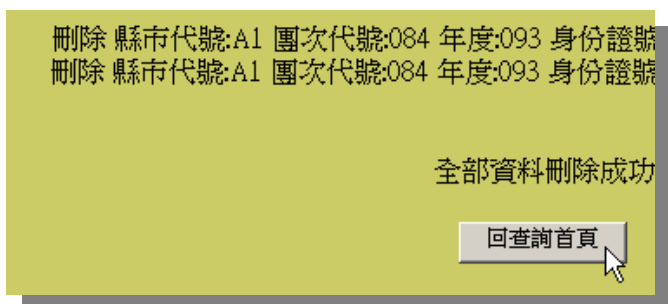 刪除 縣市代號:A1 團次代號:084 年度:093 身份證號
刪除 縣市代號:A1 團次代號:084 年度:093 身份證號
全部資料刪除成功
回查詢首頁